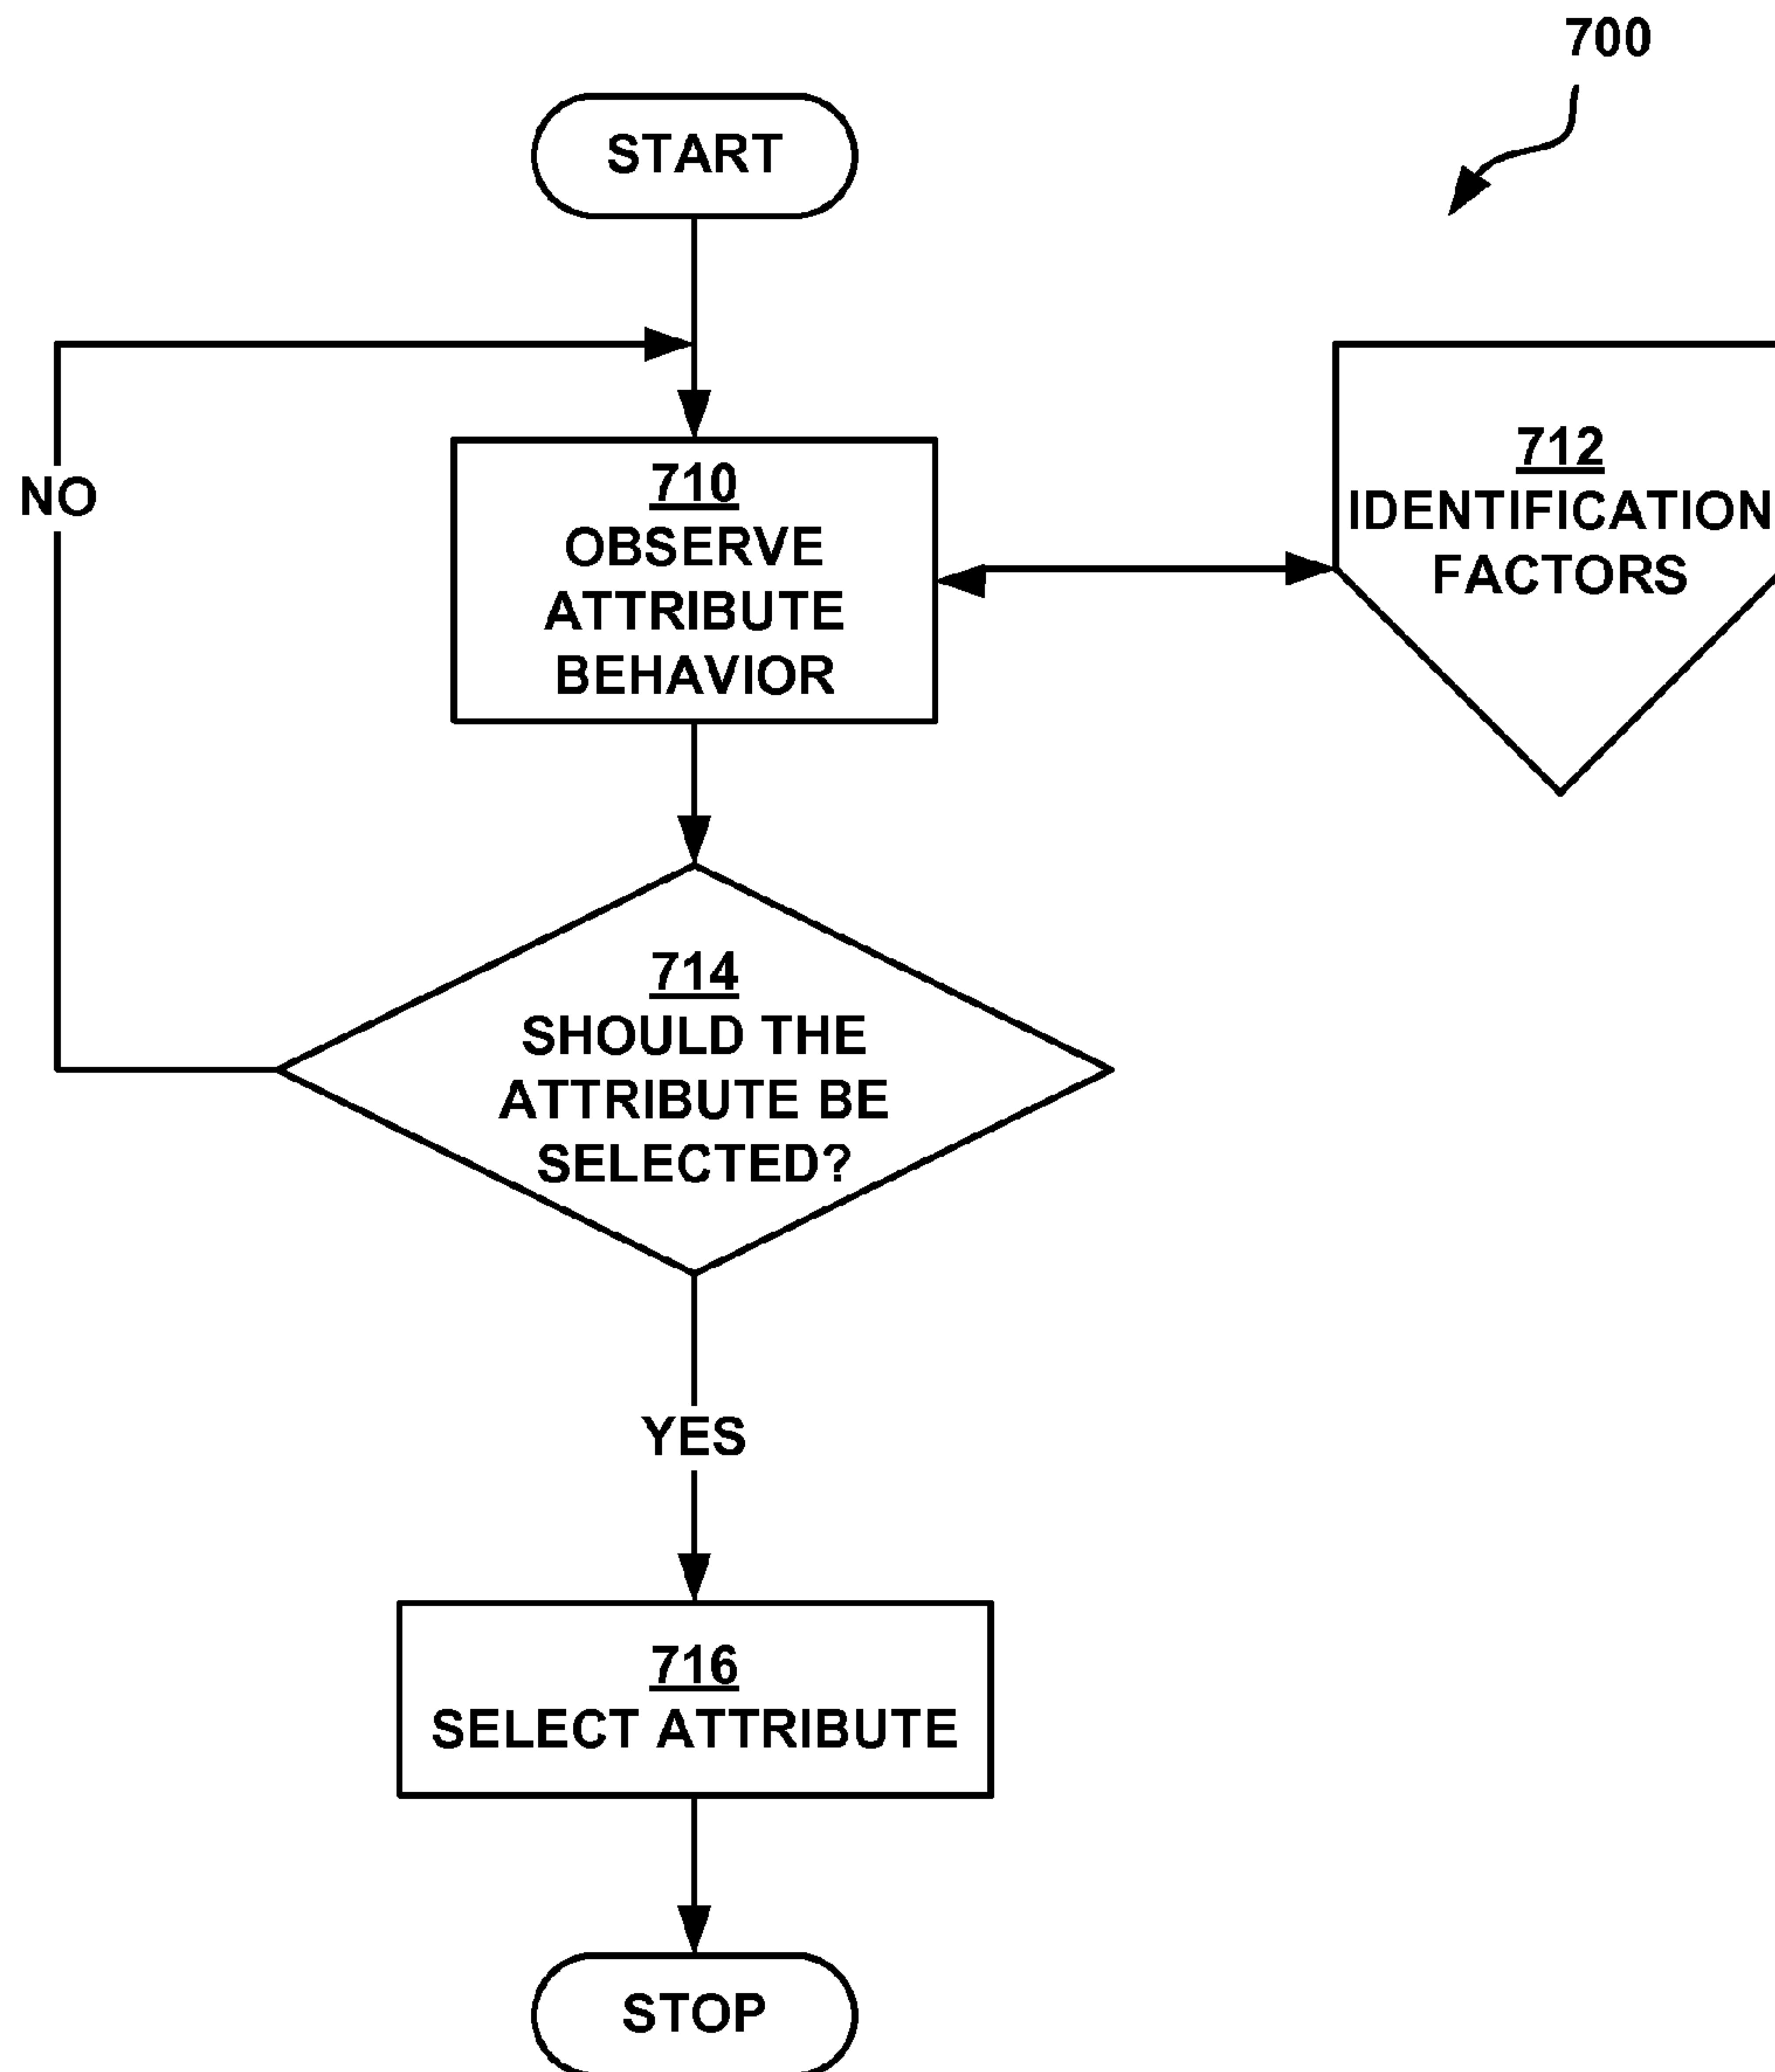 700
START
NO
710
OBSERVE
ATTRIBUTE
BEHAVIOR
712
IDENTIFICATION
FACTORS
714
SHOULD THE
ATTRIBUTE BE
SELECTED?
YES
716
SELECT ATTRIBUTE
STOP